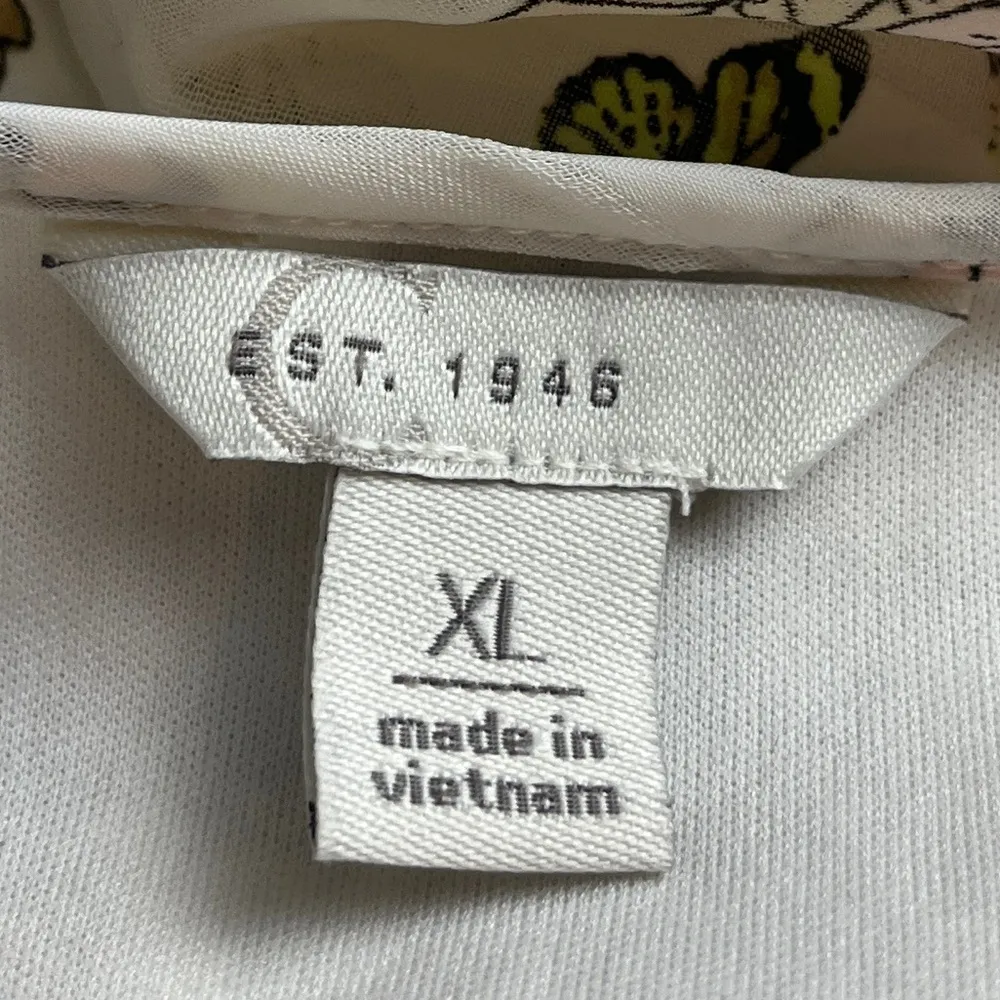 C
EST. 1946
XL
made in
vietnam